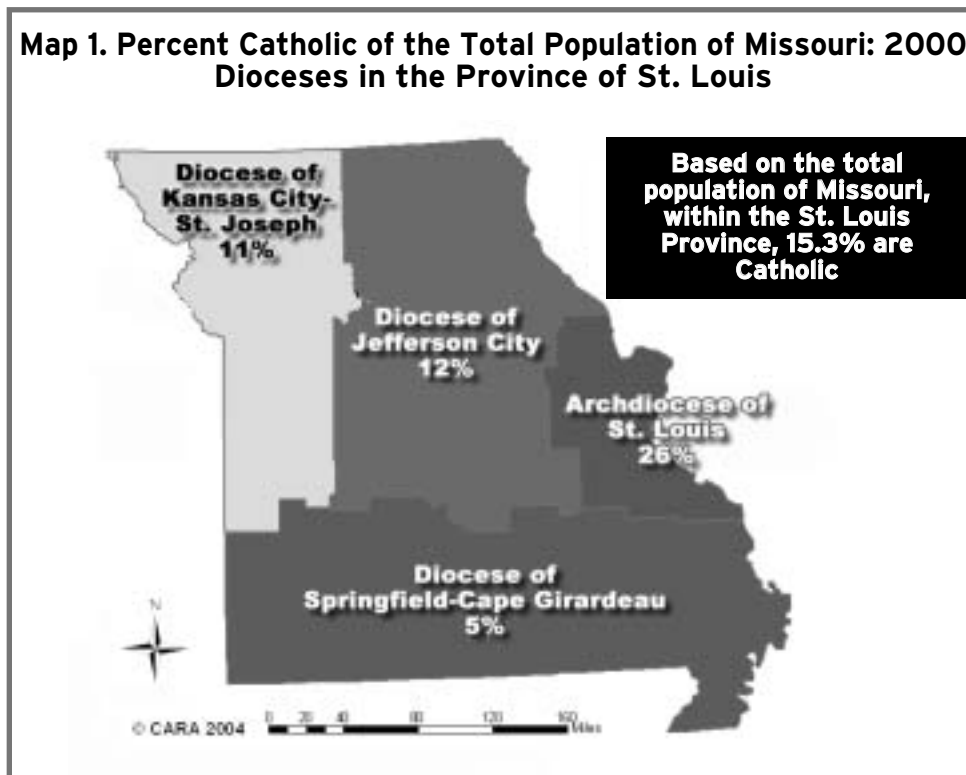 Map 1. Percent Catholic of the Total Population of Missouri: 2000
Dioceses in the Province of St. Louis
Based on the total
population of Missouri,
within the St. Louis
Province, 15.3% are
Catholic
Diocese of
Kansas City-
St. Joseph
11%
Diocese of
Jefferson City
12%
Archdiocese of
St. Louis
26%
Diocese of
Springfield-Cape Girardeau
5%
N
© CARA 2004
0 20 40 80 120 160
Miles